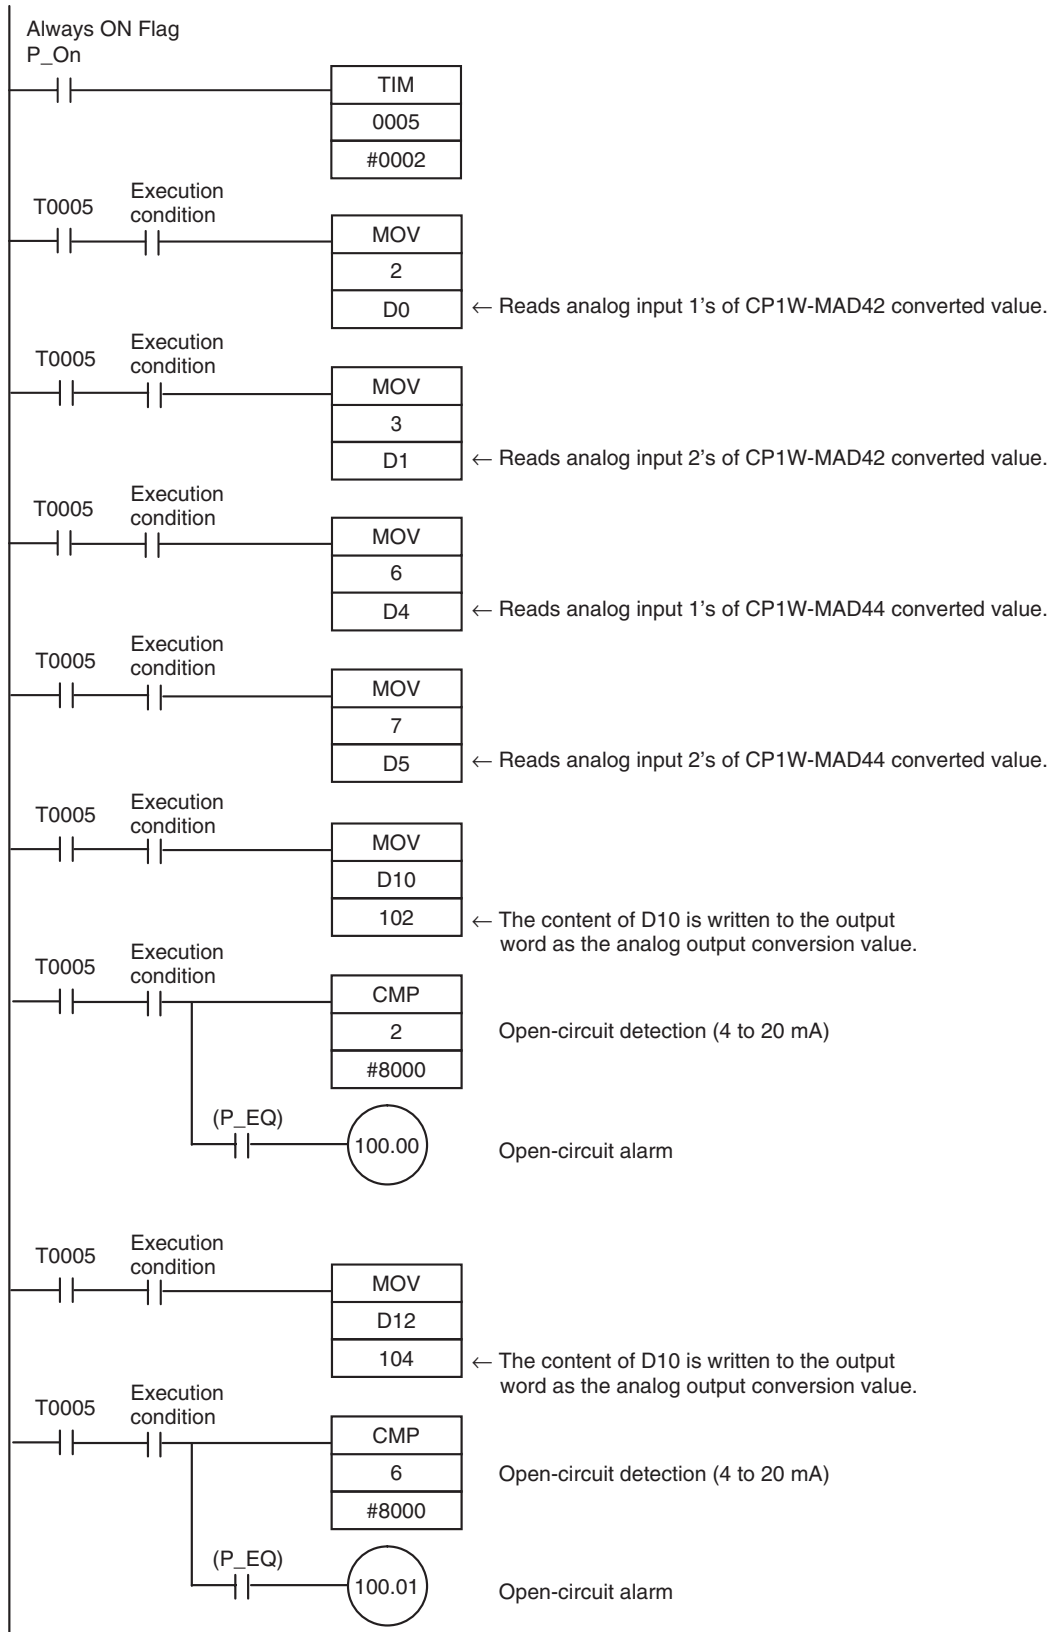 Always ON Flag
P_On
TIM
0005
#0002
T0005
Execution
condition
MOV
2
D0
← Reads analog input 1's of CP1W-MAD42 converted value.
T0005
Execution
condition
MOV
3
D1
← Reads analog input 2's of CP1W-MAD42 converted value.
T0005
Execution
condition
MOV
6
D4
← Reads analog input 1's of CP1W-MAD44 converted value.
T0005
Execution
condition
MOV
7
D5
← Reads analog input 2's of CP1W-MAD44 converted value.
T0005
Execution
condition
MOV
D10
102
← The content of D10 is written to the output
word as the analog output conversion value.
T0005
Execution
condition
CMP
2
#8000
Open-circuit detection (4 to 20 mA)
(P_EQ)
100.00
Open-circuit alarm
T0005
Execution
condition
MOV
D12
104
← The content of D10 is written to the output
word as the analog output conversion value.
T0005
Execution
condition
CMP
6
#8000
Open-circuit detection (4 to 20 mA)
(P_EQ)
100.01
Open-circuit alarm